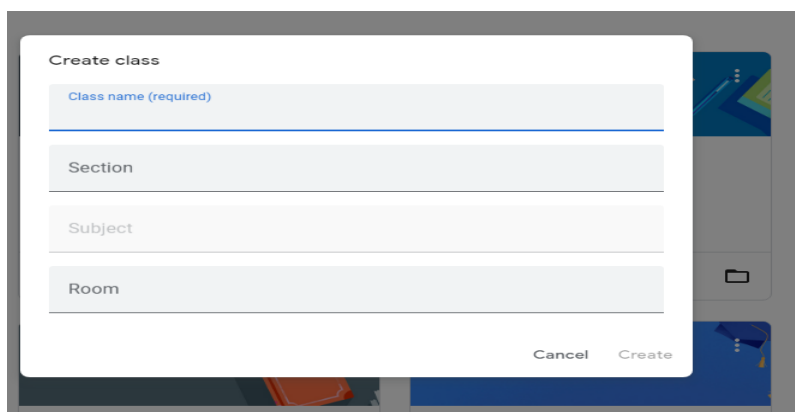 Create class
Class name (required)
Section
Subject
Room
Cancel Create